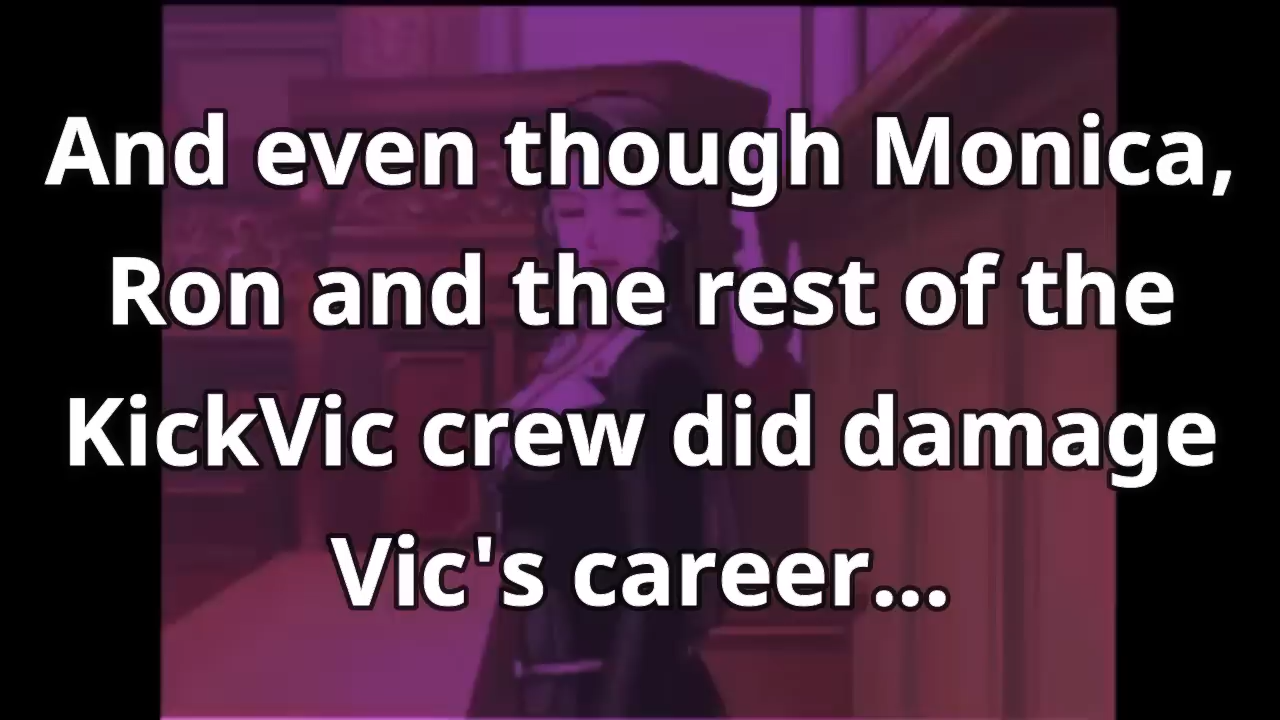 And even though Monica,
Ron and the rest of the
KickVic crew did damage
Vic's career...